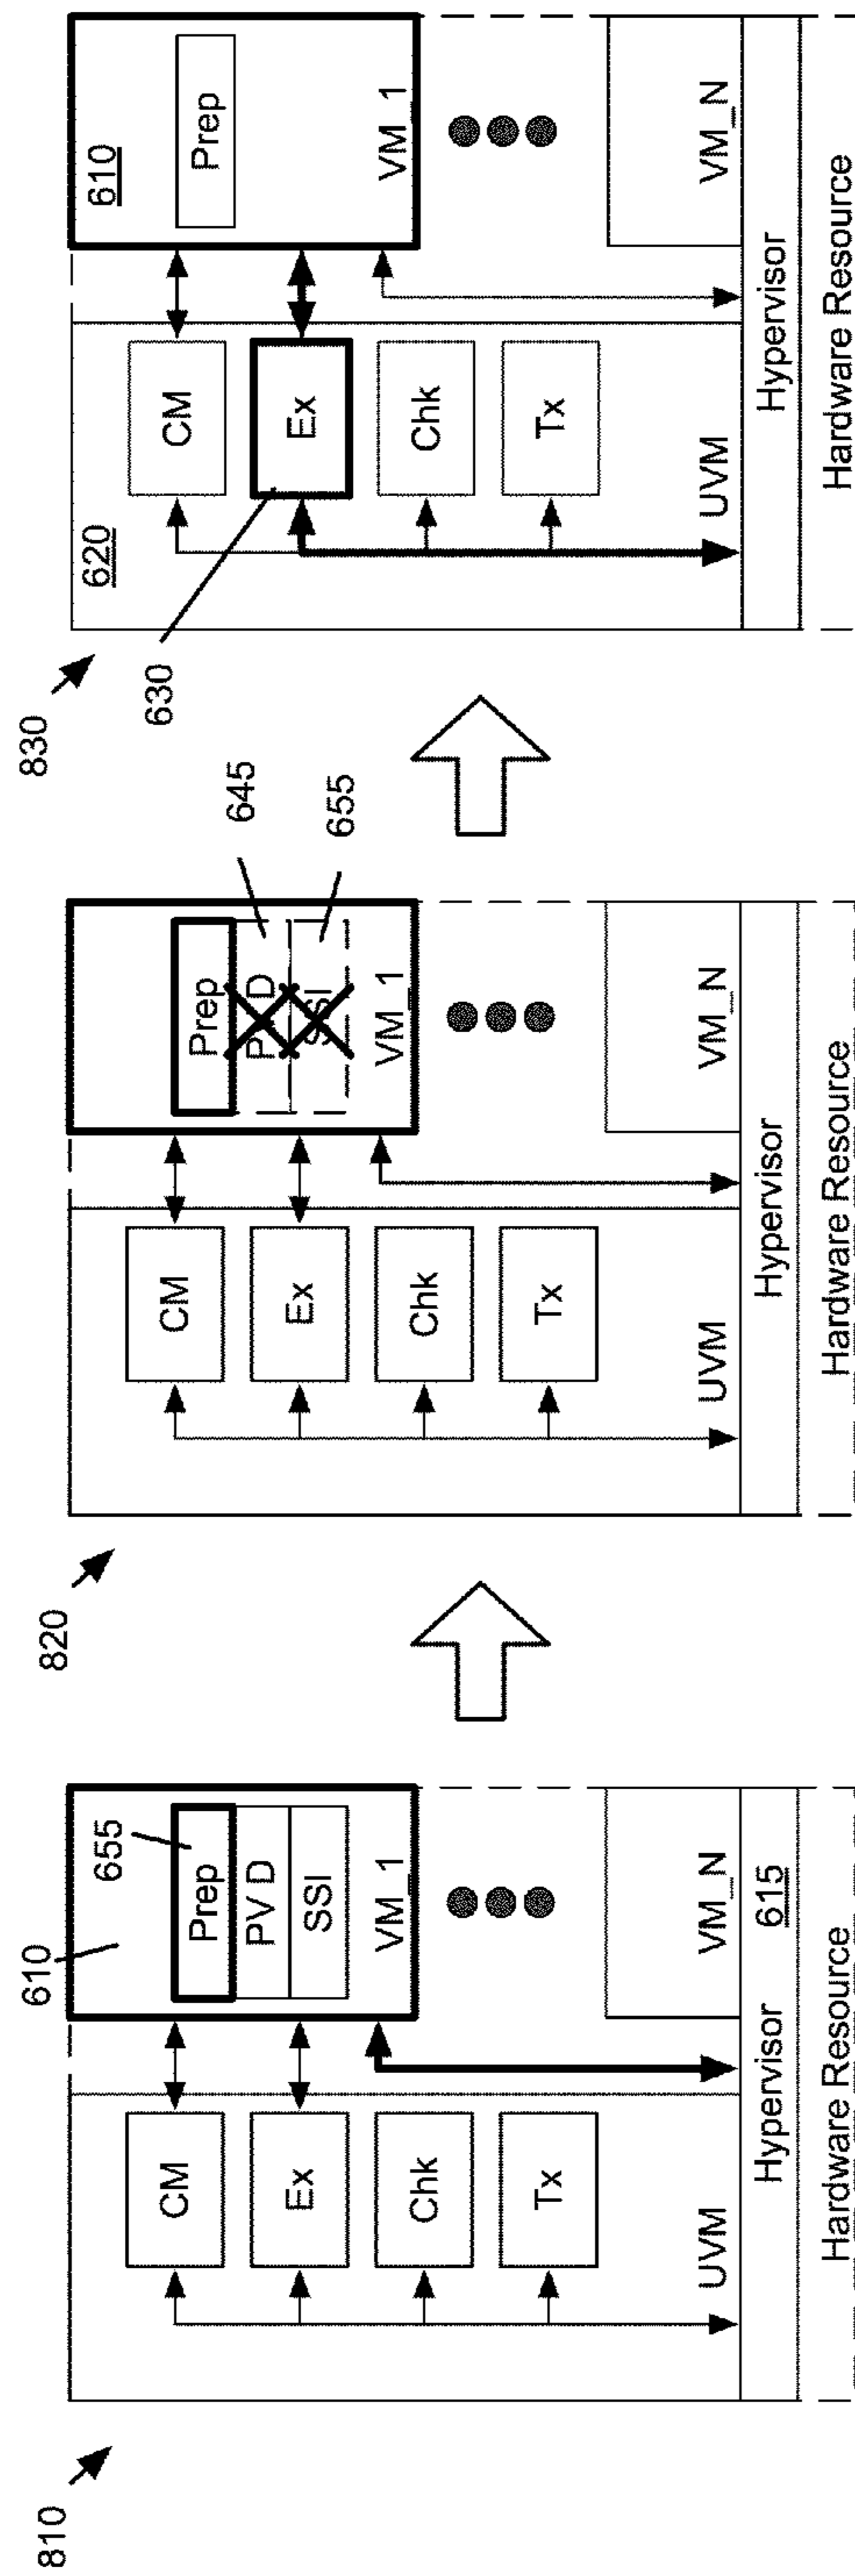 810
610
655
CM
Prep
Ex
PV D
Chk
SSI
Tx
VM_1
UVM
VM_N
Hypervisor
615
Hardware Resource
820
CM
Prep
645
Ex
P D
655
Chk
SSI
Tx
VM_1
UVM
VM_N
Hypervisor
Hardware Resource
830
620
610
630
CM
Prep
Ex
Chk
Tx
VM_1
UVM
VM_N
Hypervisor
Hardware Resource